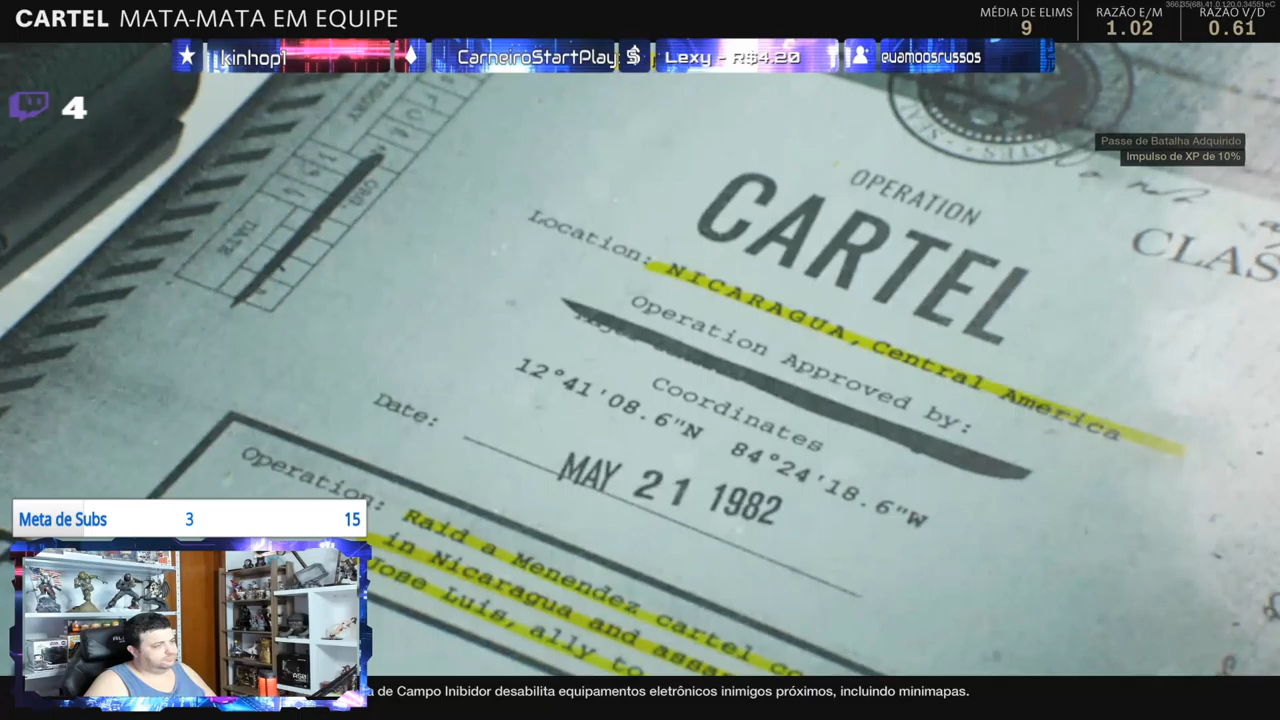 CARTEL MATA-MATA EM EQUIPE
MÉDIA DE ELIMS
9
RAZÃO E/M
1.02
RAZÃO V/D
0.61
kinhop1
CarneiroStartPlay
Lexy - R$4.20
@vamoosrussos
4
Passe de Batalha Adquirido
Impulso de XP de 10%
OPERATION
CARTEL
CLAS
Location: NICARAGUA, Central America
Operation Approved by:
Coordinates
12°41'08.6"N 84°24'18.6"W
Date:
MAY 21 1982
DATE
Operation: Raid a Menendez cartel co
in Nicaragua and assa
Jose Luis, ally to
Meta de Subs 3 15
de Campo Inibidor desabilita equipamentos eletrônicos inimigos próximos, incluindo minimapas.